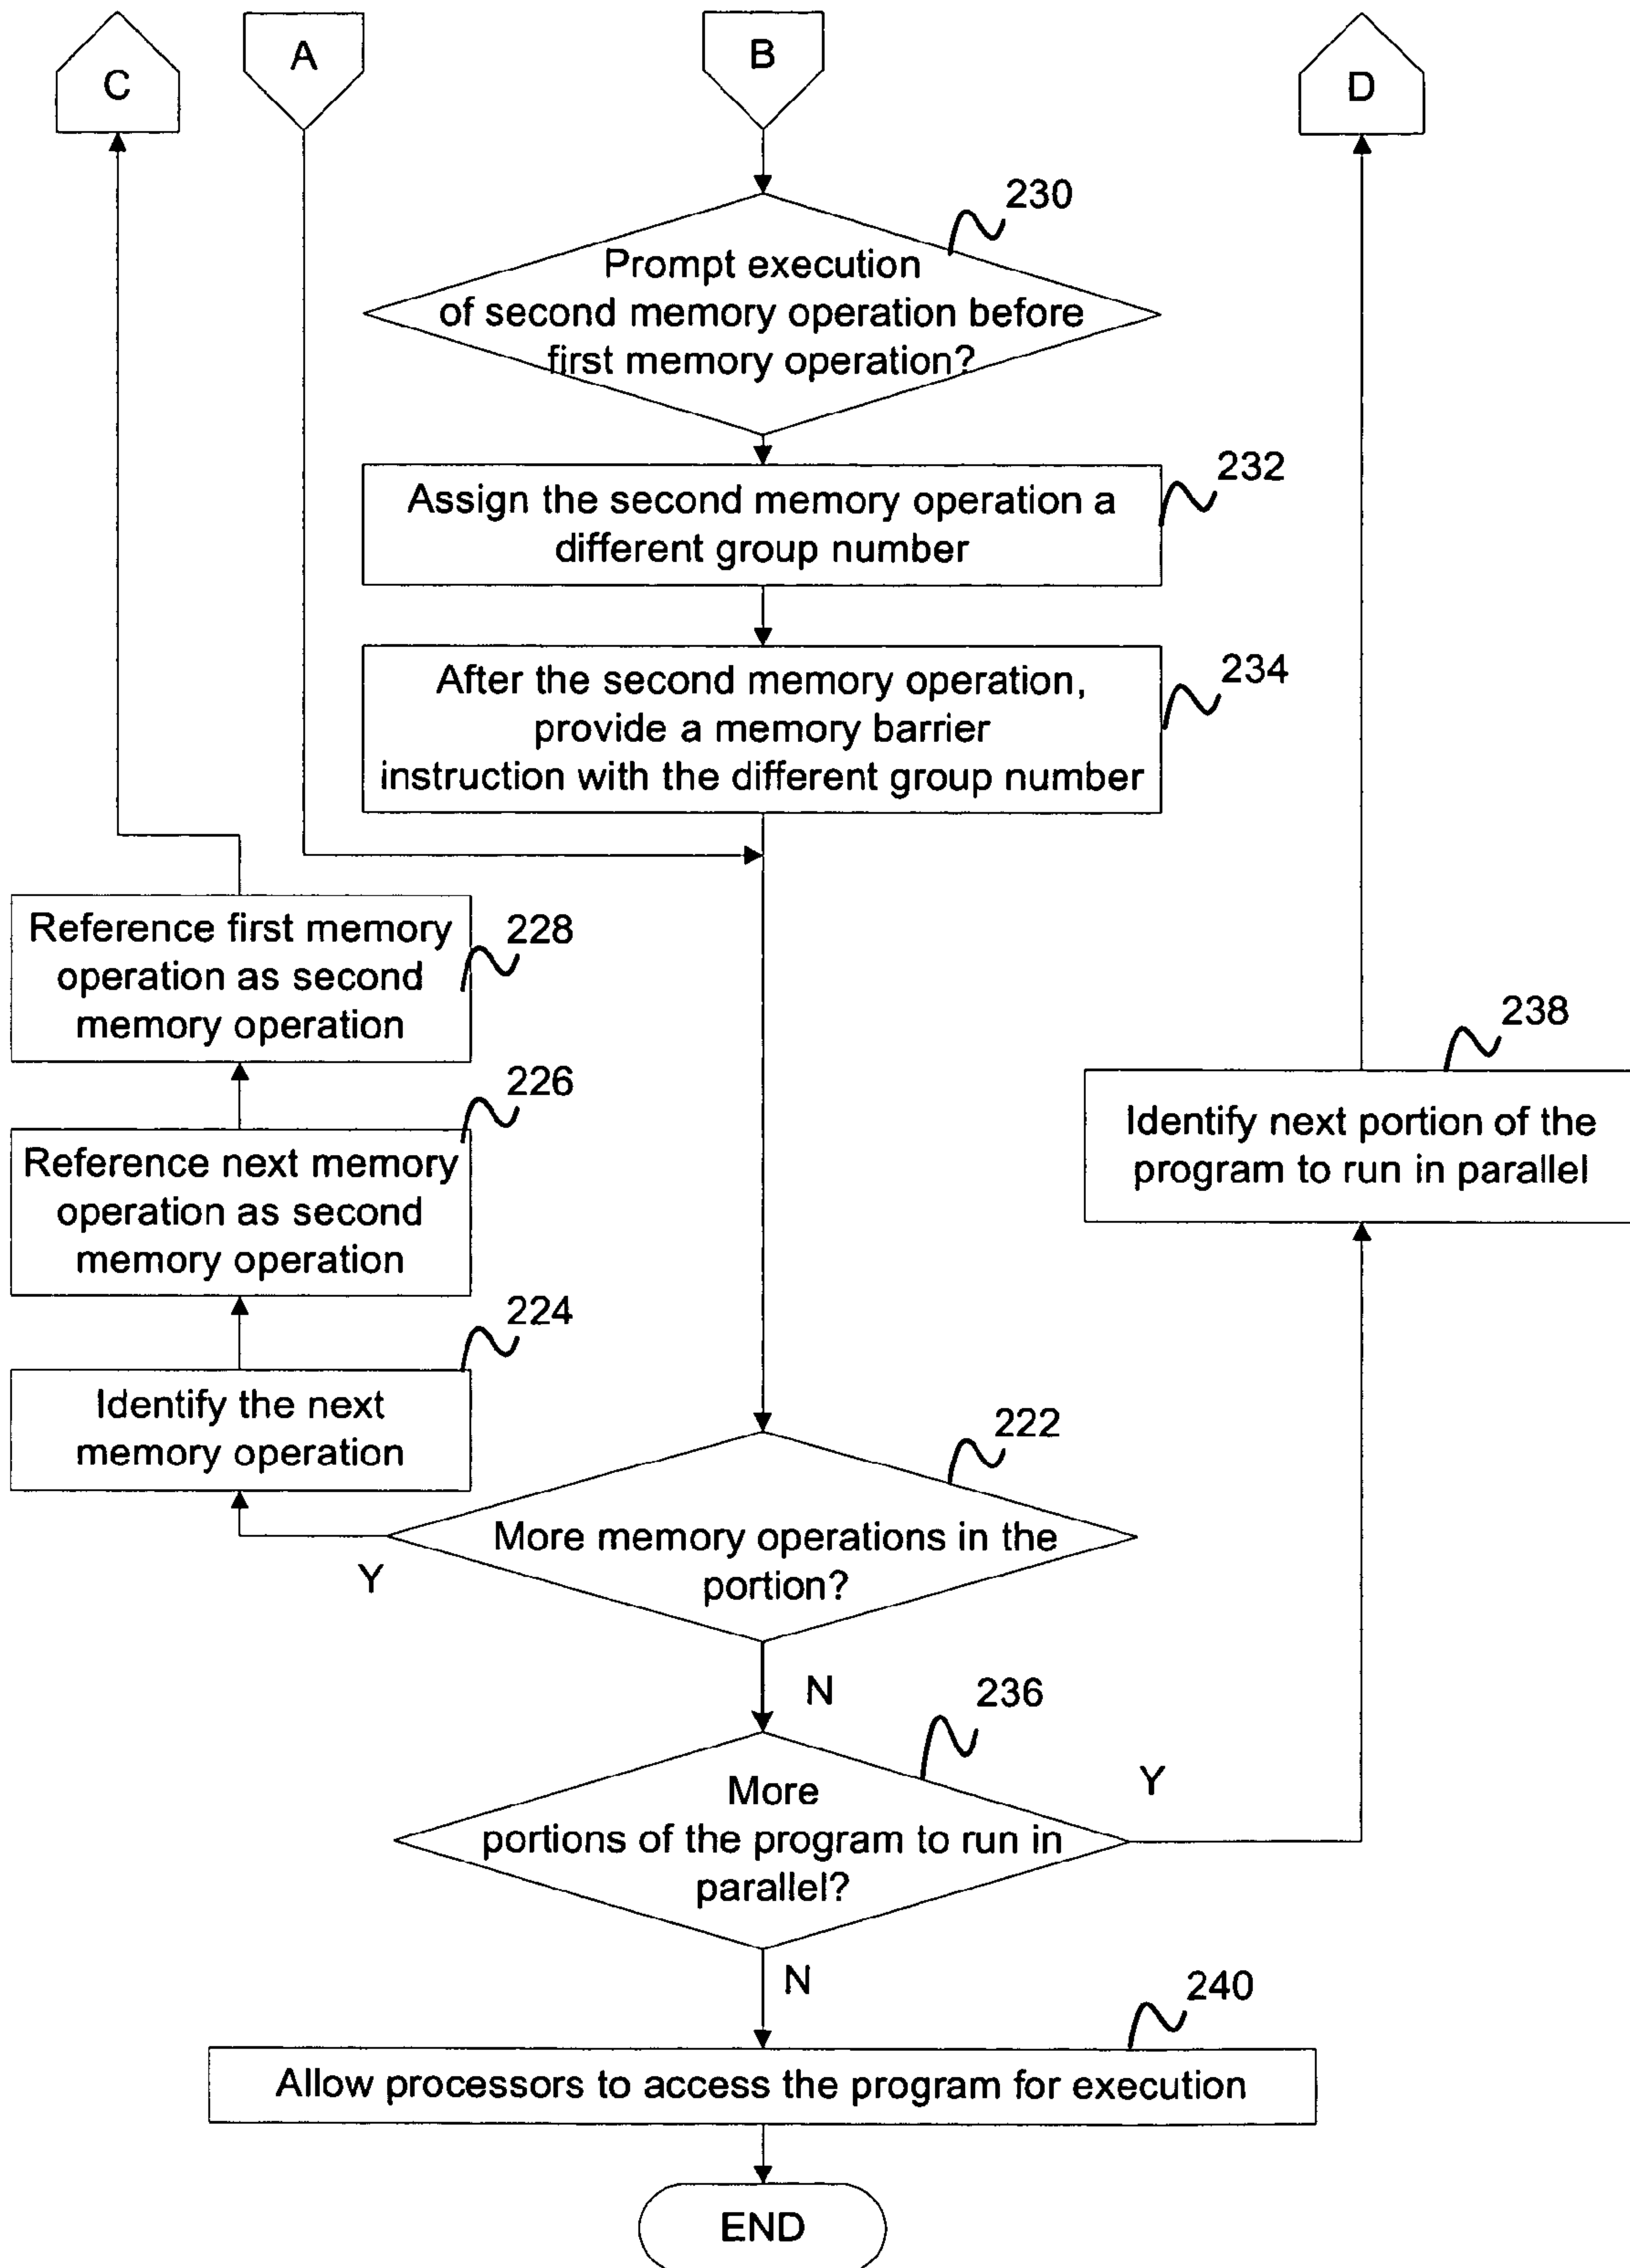 C
A
B
D
230
Prompt execution
of second memory operation before
first memory operation?
232
Assign the second memory operation a
different group number
234
After the second memory operation,
provide a memory barrier
instruction with the different group number
Reference first memory
operation as second
memory operation
228
238
Identify next portion of the
program to run in parallel
226
Reference next memory
operation as second
memory operation
224
Identify the next
memory operation
222
More memory operations in the
portion?
Y
N
236
More
portions of the program to run in
parallel?
Y
N
240
Allow processors to access the program for execution
END